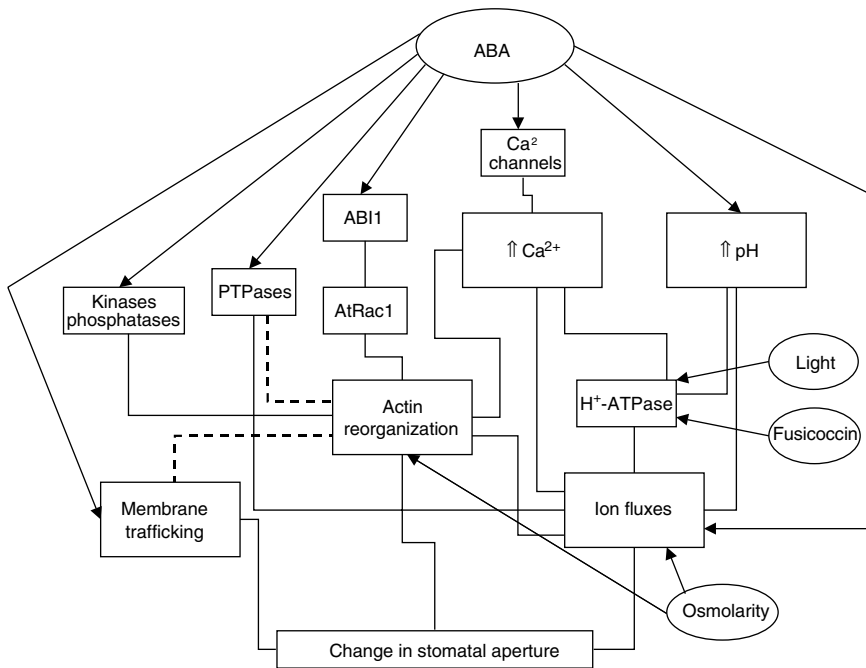 ABA
Ca²
channels
ABI1
⇑Ca²⁺
⇑pH
Kinases
phosphatases
PTPases
AtRac1
Light
Actin
reorganization
H⁺-ATPase
Fusicoccin
Membrane
trafficking
Ion fluxes
Osmolarity
Change in stomatal aperture